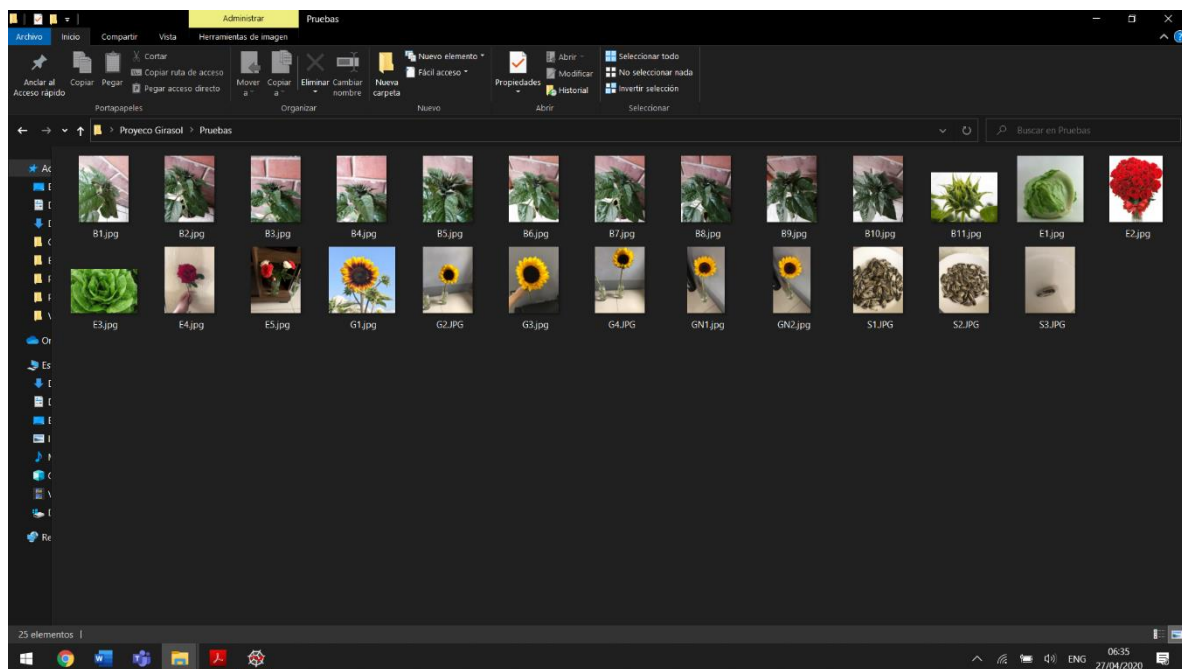 Administrar Pruebas
Archivo Inicio Compartir Vista Herramientas de imagen
Anclar al Acceso rápido
Copiar
Pegar
Cortar
Copiar ruta de acceso
Pegar acceso directo
Mover a
Copiar a
Eliminar
Cambiar nombre
Nueva carpeta
Nuevo elemento
Fácil acceso
Propiedades
Abrir
Modificar
Historial
Seleccionar todo
No seleccionar nada
Invertir selección
Portapapeles Organizar Nuevo Abrir Seleccionar
Proyeco Girasol > Pruebas Buscar en Pruebas
B1.jpg B2.jpg B3.jpg B4.jpg B5.jpg B6.jpg B7.jpg B8.jpg B9.jpg B10.jpg B11.jpg E1.jpg E2.jpg
E3.jpg E4.jpg E5.jpg G1.jpg G2.JPG G3.jpg G4.JPG GN1.jpg GN2.jpg S1.JPG S2.JPG S3.JPG
25 elementos
ENG
06:35
27/04/2020